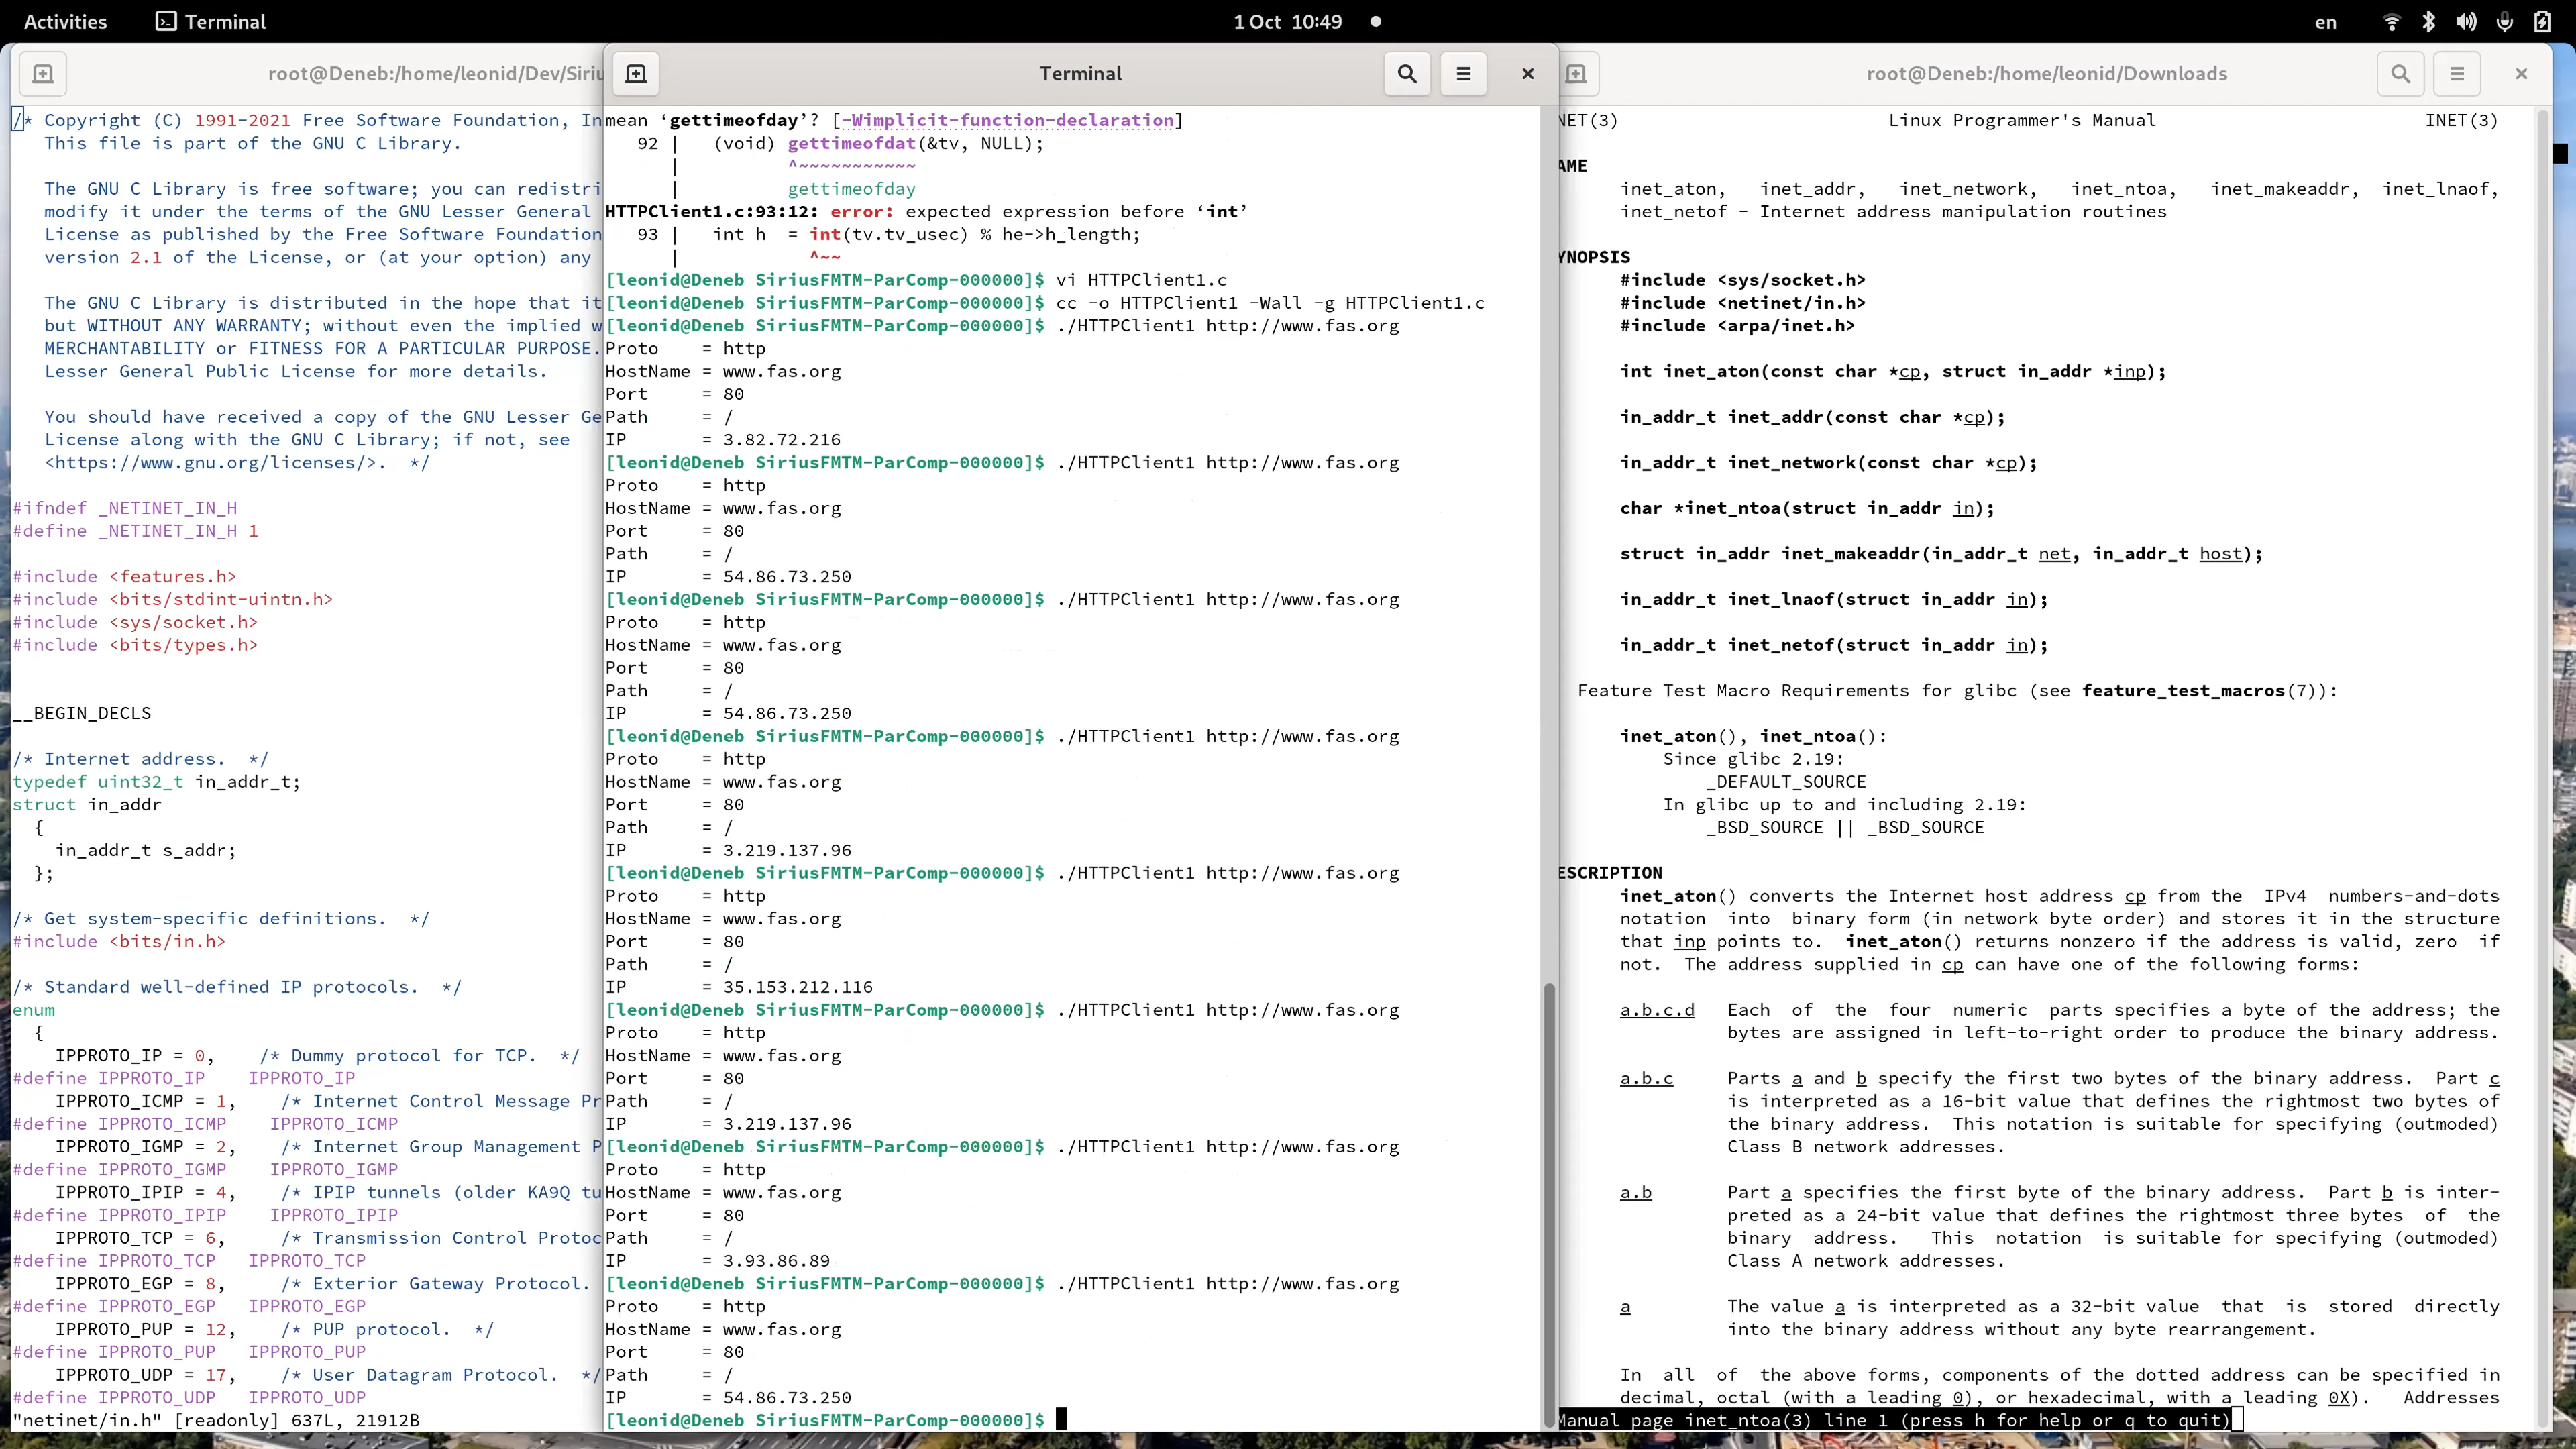 Activities
Terminal
1 Oct 10:49
en
root@Deneb:/home/leonid/Dev/Siriu
/* Copyright (C) 1991-2021 Free Software Foundation, In
This file is part of the GNU C Library.
The GNU C Library is free software; you can redistri
modify it under the terms of the GNU Lesser General
License as published by the Free Software Foundation
version 2.1 of the License, or (at your option) any
The GNU C Library is distributed in the hope that it
but WITHOUT ANY WARRANTY; without even the implied w
MERCHANTABILITY or FITNESS FOR A PARTICULAR PURPOSE.
Lesser General Public License for more details.
You should have received a copy of the GNU Lesser Ge
License along with the GNU C Library; if not, see
<https://www.gnu.org/licenses/>.  */
#ifndef _NETINET_IN_H
#define _NETINET_IN_H 1
#include <features.h>
#include <bits/stdint-uintn.h>
#include <sys/socket.h>
#include <bits/types.h>
__BEGIN_DECLS
/* Internet address.  */
typedef uint32_t in_addr_t;
struct in_addr
{
in_addr_t s_addr;
};
/* Get system-specific definitions.  */
#include <bits/in.h>
/* Standard well-defined IP protocols.  */
enum
{
IPPROTO_IP = 0,    /* Dummy protocol for TCP.  */
#define IPPROTO_IP    IPPROTO_IP
IPPROTO_ICMP = 1,    /* Internet Control Message Pr
#define IPPROTO_ICMP    IPPROTO_ICMP
IPPROTO_IGMP = 2,    /* Internet Group Management P
#define IPPROTO_IGMP    IPPROTO_IGMP
IPPROTO_IPIP = 4,    /* IPIP tunnels (older KA9Q tu
#define IPPROTO_IPIP    IPPROTO_IPIP
IPPROTO_TCP = 6,    /* Transmission Control Protoc
#define IPPROTO_TCP   IPPROTO_TCP
IPPROTO_EGP = 8,    /* Exterior Gateway Protocol.
#define IPPROTO_EGP   IPPROTO_EGP
IPPROTO_PUP = 12,    /* PUP protocol.  */
#define IPPROTO_PUP   IPPROTO_PUP
IPPROTO_UDP = 17,    /* User Datagram Protocol.  */
#define IPPROTO_UDP   IPPROTO_UDP
"netinet/in.h" [readonly] 637L, 21912B
Terminal
mean ‘gettimeofday’? [-Wimplicit-function-declaration]
92 |   (void) gettimeofdat(&tv, NULL);
|          ^~~~~~~~~~~~
|          gettimeofday
HTTPClient1.c:93:12: error: expected expression before ‘int’
93 |   int h  = int(tv.tv_usec) % he->h_length;
|            ^~~
[leonid@Deneb SiriusFMTM-ParComp-000000]$ vi HTTPClient1.c
[leonid@Deneb SiriusFMTM-ParComp-000000]$ cc -o HTTPClient1 -Wall -g HTTPClient1.c
[leonid@Deneb SiriusFMTM-ParComp-000000]$ ./HTTPClient1 http://www.fas.org
Proto    = http
HostName = www.fas.org
Port     = 80
Path     = /
IP       = 3.82.72.216
[leonid@Deneb SiriusFMTM-ParComp-000000]$ ./HTTPClient1 http://www.fas.org
Proto    = http
HostName = www.fas.org
Port     = 80
Path     = /
IP       = 54.86.73.250
[leonid@Deneb SiriusFMTM-ParComp-000000]$ ./HTTPClient1 http://www.fas.org
Proto    = http
HostName = www.fas.org
Port     = 80
Path     = /
IP       = 54.86.73.250
[leonid@Deneb SiriusFMTM-ParComp-000000]$ ./HTTPClient1 http://www.fas.org
Proto    = http
HostName = www.fas.org
Port     = 80
Path     = /
IP       = 3.219.137.96
[leonid@Deneb SiriusFMTM-ParComp-000000]$ ./HTTPClient1 http://www.fas.org
Proto    = http
HostName = www.fas.org
Port     = 80
Path     = /
IP       = 35.153.212.116
[leonid@Deneb SiriusFMTM-ParComp-000000]$ ./HTTPClient1 http://www.fas.org
Proto    = http
HostName = www.fas.org
Port     = 80
Path     = /
IP       = 3.219.137.96
[leonid@Deneb SiriusFMTM-ParComp-000000]$ ./HTTPClient1 http://www.fas.org
Proto    = http
HostName = www.fas.org
Port     = 80
Path     = /
IP       = 3.93.86.89
[leonid@Deneb SiriusFMTM-ParComp-000000]$ ./HTTPClient1 http://www.fas.org
Proto    = http
HostName = www.fas.org
Port     = 80
Path     = /
IP       = 54.86.73.250
[leonid@Deneb SiriusFMTM-ParComp-000000]$
root@Deneb:/home/leonid/Downloads
NET(3) Linux Programmer's Manual INET(3)
AME
inet_aton, inet_addr, inet_network, inet_ntoa, inet_makeaddr, inet_lnaof,
inet_netof - Internet address manipulation routines
YNOPSIS
#include <sys/socket.h>
#include <netinet/in.h>
#include <arpa/inet.h>
int inet_aton(const char *cp, struct in_addr *inp);
in_addr_t inet_addr(const char *cp);
in_addr_t inet_network(const char *cp);
char *inet_ntoa(struct in_addr in);
struct in_addr inet_makeaddr(in_addr_t net, in_addr_t host);
in_addr_t inet_lnaof(struct in_addr in);
in_addr_t inet_netof(struct in_addr in);
Feature Test Macro Requirements for glibc (see feature_test_macros(7)):
inet_aton(), inet_ntoa():
Since glibc 2.19:
_DEFAULT_SOURCE
In glibc up to and including 2.19:
_BSD_SOURCE || _BSD_SOURCE
ESCRIPTION
inet_aton() converts the Internet host address cp from the IPv4 numbers-and-dots
notation into binary form (in network byte order) and stores it in the structure
that inp points to.  inet_aton() returns nonzero if the address is valid, zero if
not.  The address supplied in cp can have one of the following forms:
a.b.c.d   Each of the four numeric parts specifies a byte of the address; the
bytes are assigned in left-to-right order to produce the binary address.
a.b.c     Parts a and b specify the first two bytes of the binary address.  Part c
is interpreted as a 16-bit value that defines the rightmost two bytes of
the binary address.  This notation is suitable for specifying (outmoded)
Class B network addresses.
a.b       Part a specifies the first byte of the binary address.  Part b is inter-
preted as a 24-bit value that defines the rightmost three bytes of the
binary address.  This notation is suitable for specifying (outmoded)
Class A network addresses.
a         The value a is interpreted as a 32-bit value that is stored directly
into the binary address without any byte rearrangement.
In all of the above forms, components of the dotted address can be specified in
decimal, octal (with a leading 0), or hexadecimal, with a leading 0X).  Addresses
Manual page inet_ntoa(3) line 1 (press h for help or q to quit)